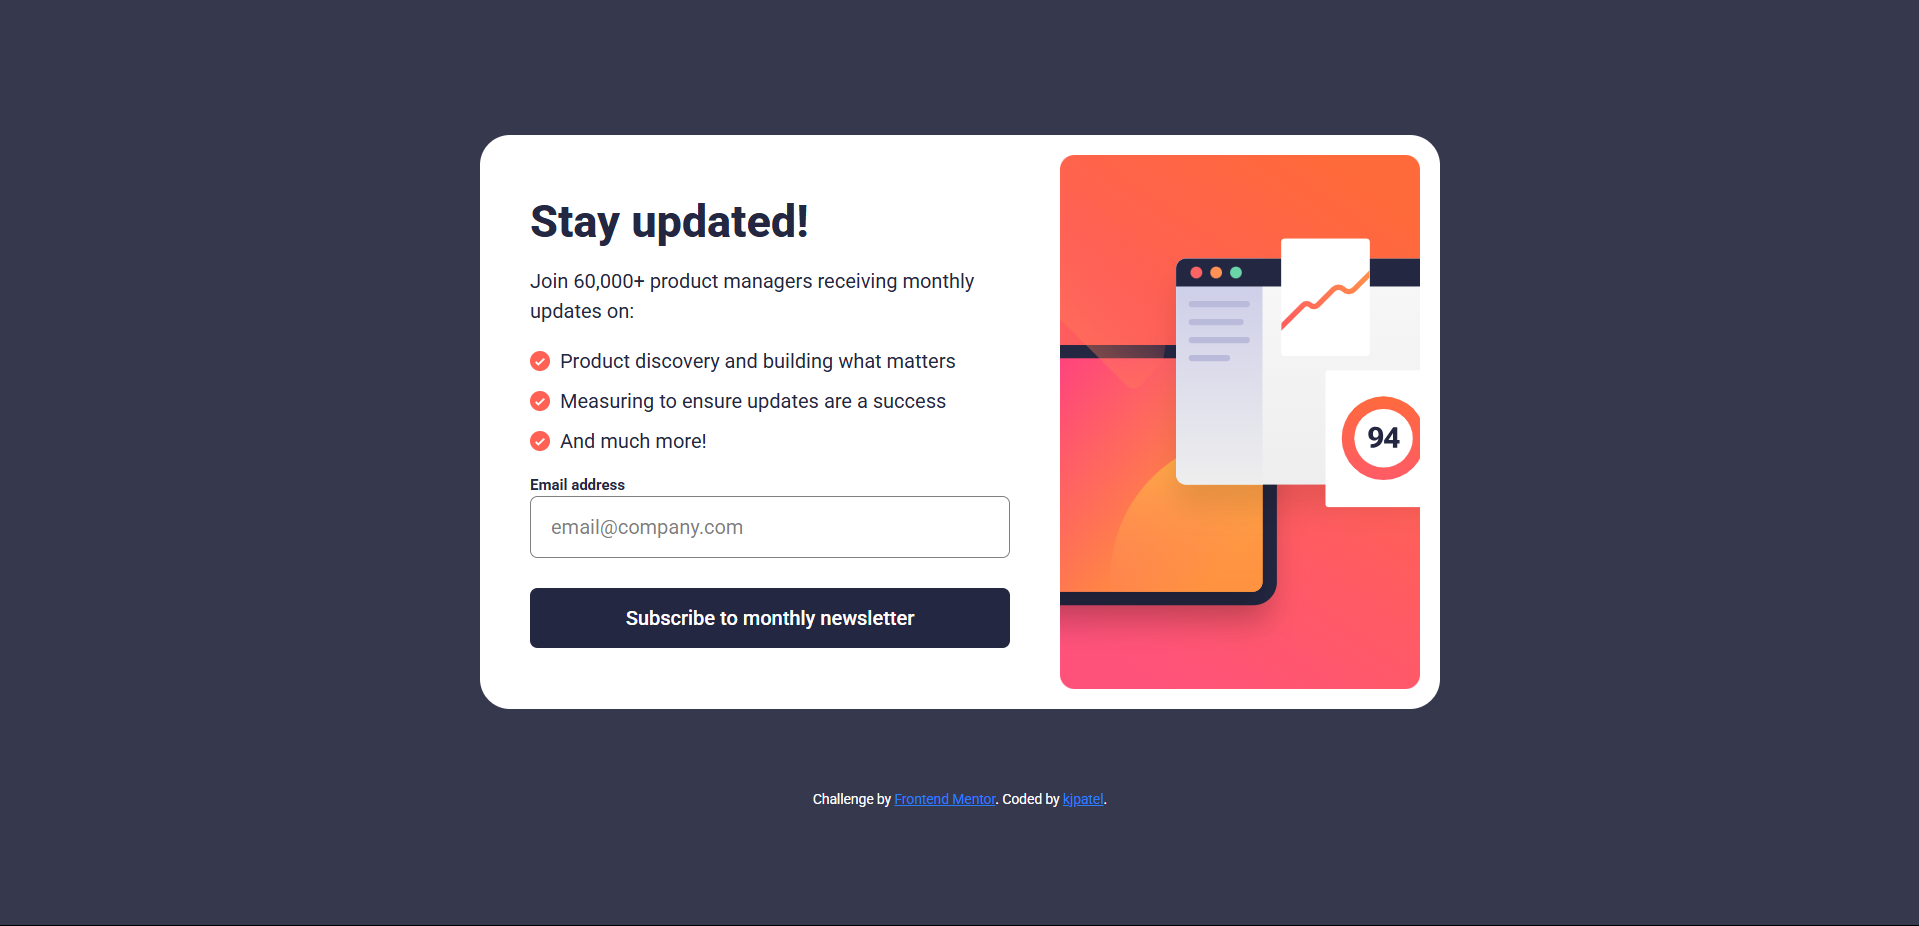 Stay updated!
Join 60,000+ product managers receiving monthly
updates on:
Product discovery and building what matters
Measuring to ensure updates are a success
And much more!
Email address
email@company.com
Subscribe to monthly newsletter
94
Challenge by Frontend Mentor. Coded by kjpatel.